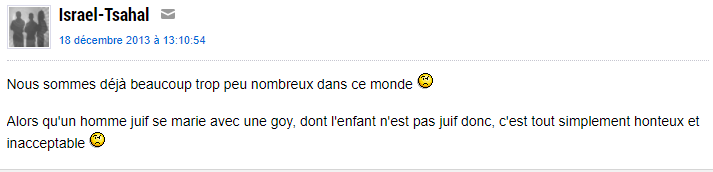 Israel-Tsahal
18 décembre 2013 à 13:10:54
Nous sommes déjà beaucoup trop peu nombreux dans ce monde
Alors qu'un homme juif se marie avec une goy, dont l'enfant n'est pas juif donc, c'est tout simplement honteux et
inacceptable